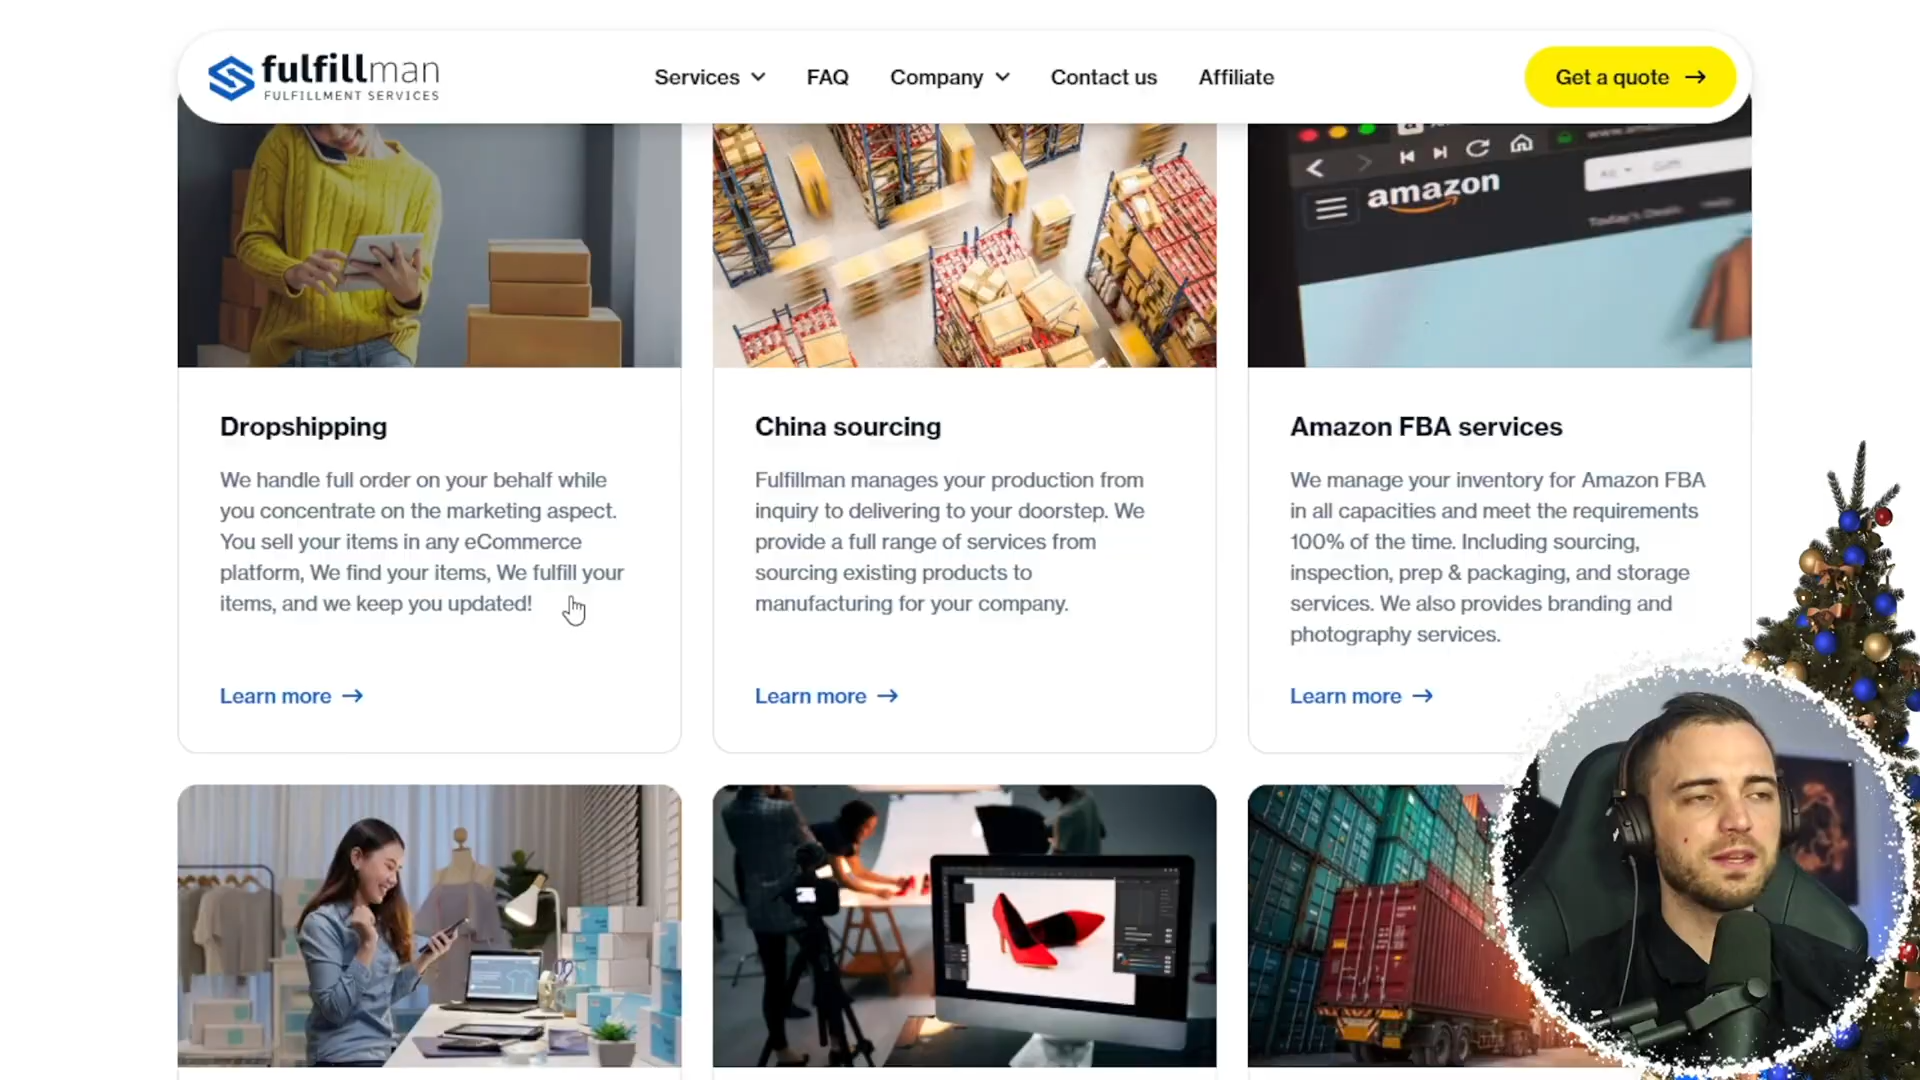 fulfillman
FULFILLMENT SERVICES
Services
FAQ
Company
Contact us
Affiliate
Get a quote
amazon
Dropshipping
We handle full order on your behalf while
you concentrate on the marketing aspect.
You sell your items in any eCommerce
platform, We find your items, We fulfill your
items, and we keep you updated!
Learn more
China sourcing
Fulfillman manages your production from
inquiry to delivering to your doorstep. We
provide a full range of services from
sourcing existing products to
manufacturing for your company.
Learn more
Amazon FBA services
We manage your inventory for Amazon FBA
in all capacities and meet the requirements
100% of the time. Including sourcing,
inspection, prep & packaging, and storage
services. We also provides branding and
photography services.
Learn more